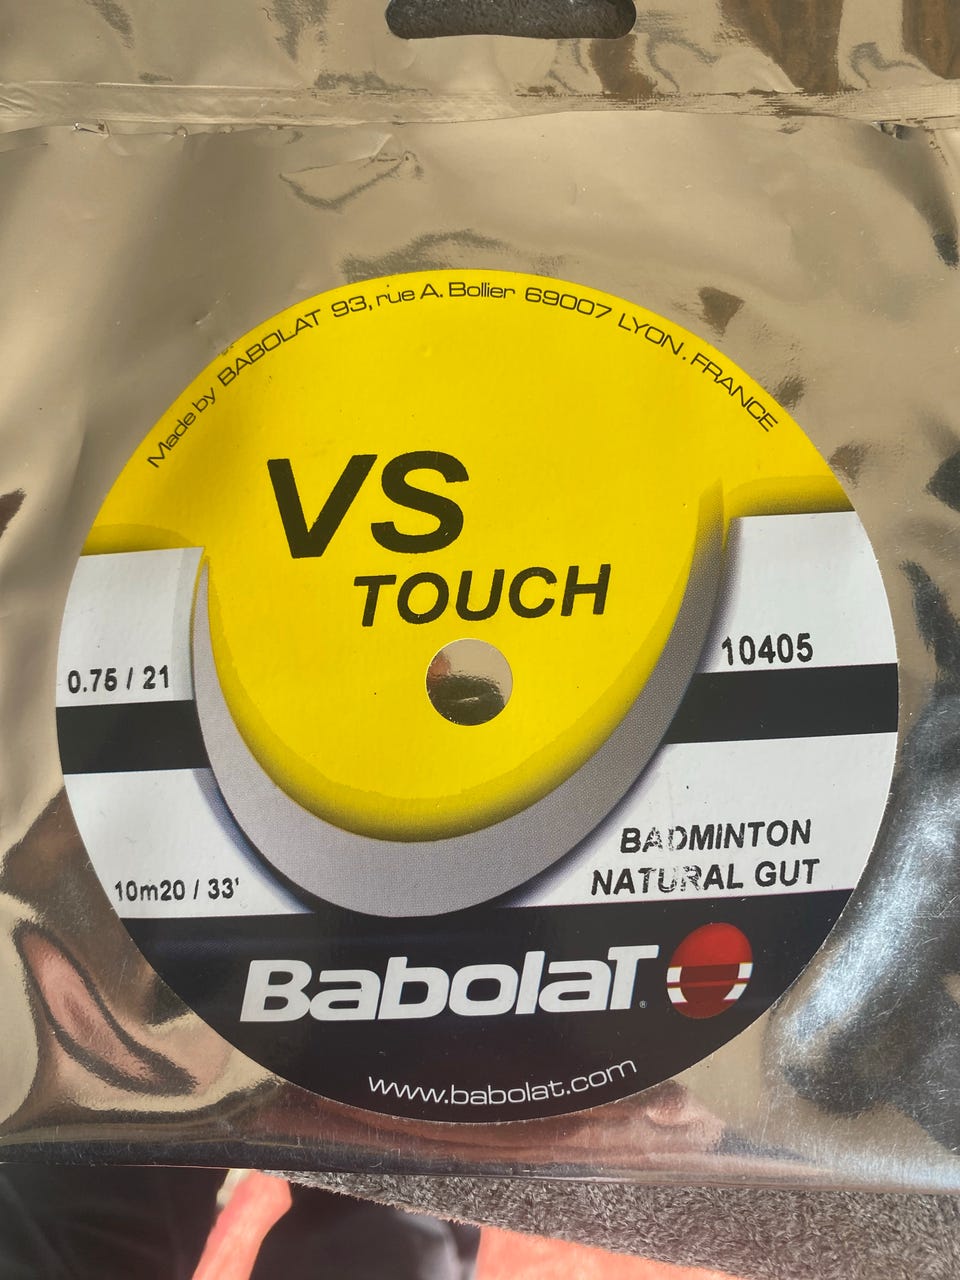 Made by BABOLAT 93, rue A. Bollier 69007 LYON. FRANCE
VS
TOUCH
10405
0.75 / 21
BADMINTON
NATURAL GUT
10m20 / 33'
BabolaT®
www.babolat.com